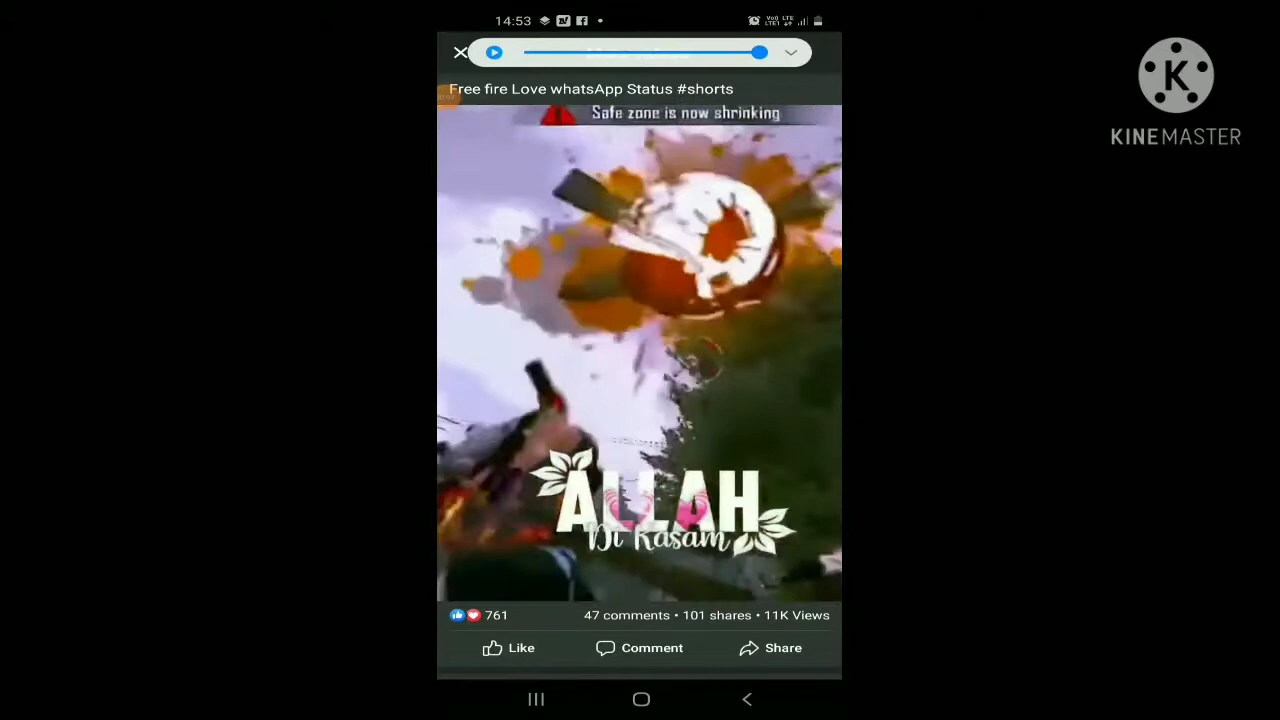 14:53
Free fire Love whatsApp Status #shorts
Safe zone is now shrinking
K
KINEMASTER
ALLAH
Di Kasam
761
47 comments • 101 shares • 11K Views
Like
Comment
Share